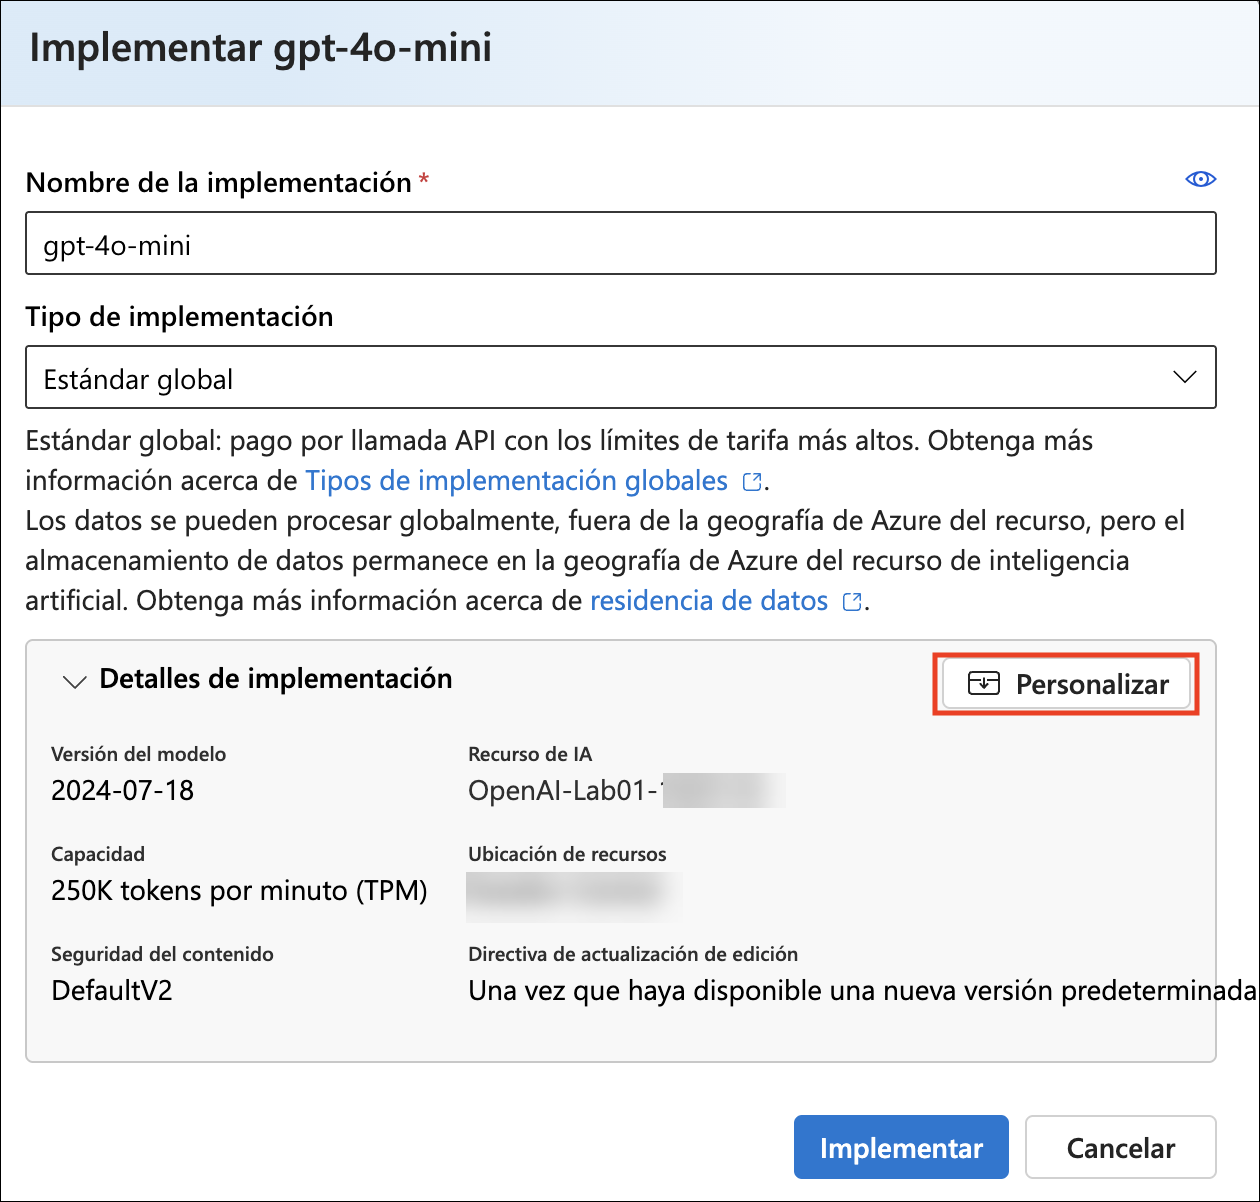 Implementar gpt-4o-mini
Nombre de la implementación *
gpt-4o-mini
Tipo de implementación
Estándar global
Estándar global: pago por llamada API con los límites de tarifa más altos. Obtenga más
información acerca de Tipos de implementación globales.
Los datos se pueden procesar globalmente, fuera de la geografía de Azure del recurso, pero el
almacenamiento de datos permanece en la geografía de Azure del recurso de inteligencia
artificial. Obtenga más información acerca de residencia de datos.
Detalles de implementación
Personalizar
Versión del modelo
2024-07-18
Recurso de IA
OpenAI-Lab01-
Capacidad
250K tokens por minuto (TPM)
Ubicación de recursos
Seguridad del contenido
DefaultV2
Directiva de actualización de edición
Una vez que haya disponible una nueva versión predeterminada
Implementar
Cancelar